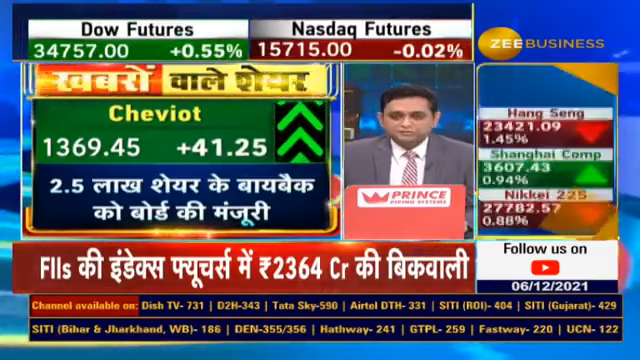 Dow Futures
34757.00 +0.55%
Nasdaq Futures
15715.00 -0.02%
ZEE BUSINESS
खबरों वाले शेयर
Cheviot
1369.45 +41.25
2.5 लाख शेयर के बायबैक
को बोर्ड की मंजूरी
PRINCE
PIPING SYSTEMS
Hang Seng
23421.09
1.45%
Shanghai Comp
3607.43
0.94%
Nikkei 225
27782.57
0.88%
FIIs की इंडेक्स फ्यूचर्स में ₹2364 Cr की बिकवाली
Follow us on
06/12/2021
Channel available on: Dish TV- 731 | D2H-343 | Tata Sky-590 | Airtel DTH- 331 | SITI (ROI)- 404 | SITI (Gujarat)- 429
SITI (Bihar & Jharkhand, WB)- 186 | DEN-355/356 | Hathway- 241 | GTPL- 259 | Fastway- 220 | UCN- 122